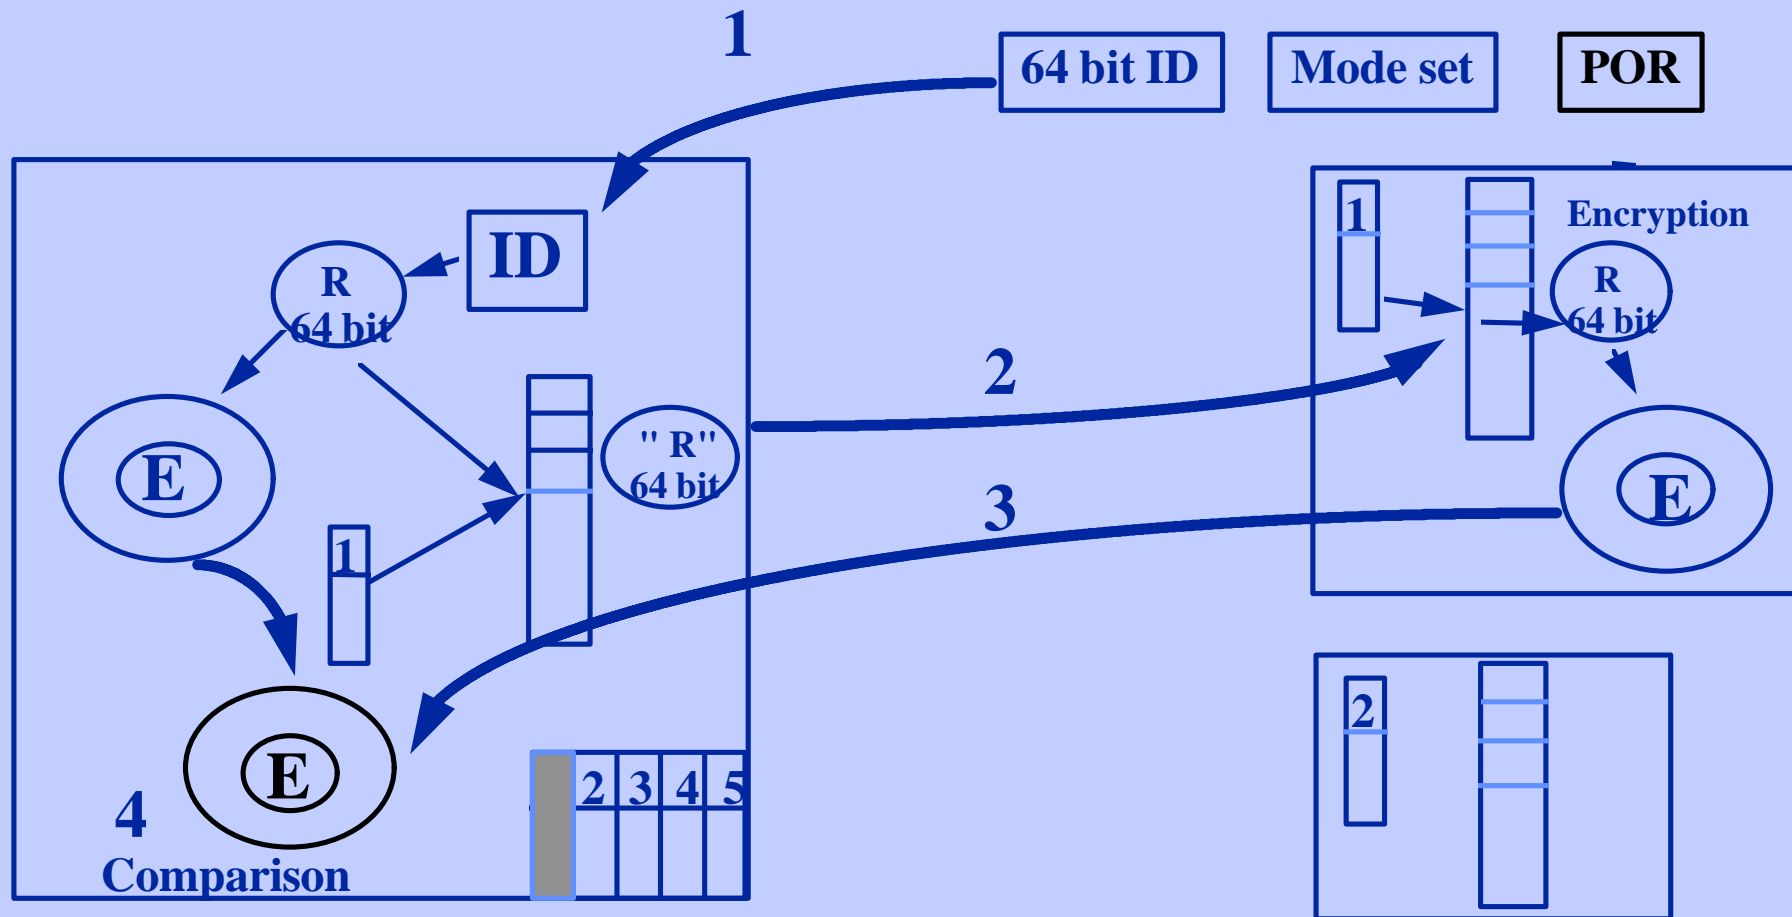 1
64 bit ID
Mode set
POR
ID
R
64 bit
E
1
" R"
64 bit
2
3
1
Encryption
R
64 bit
E
E
4
Comparison
2 3 4 5
2